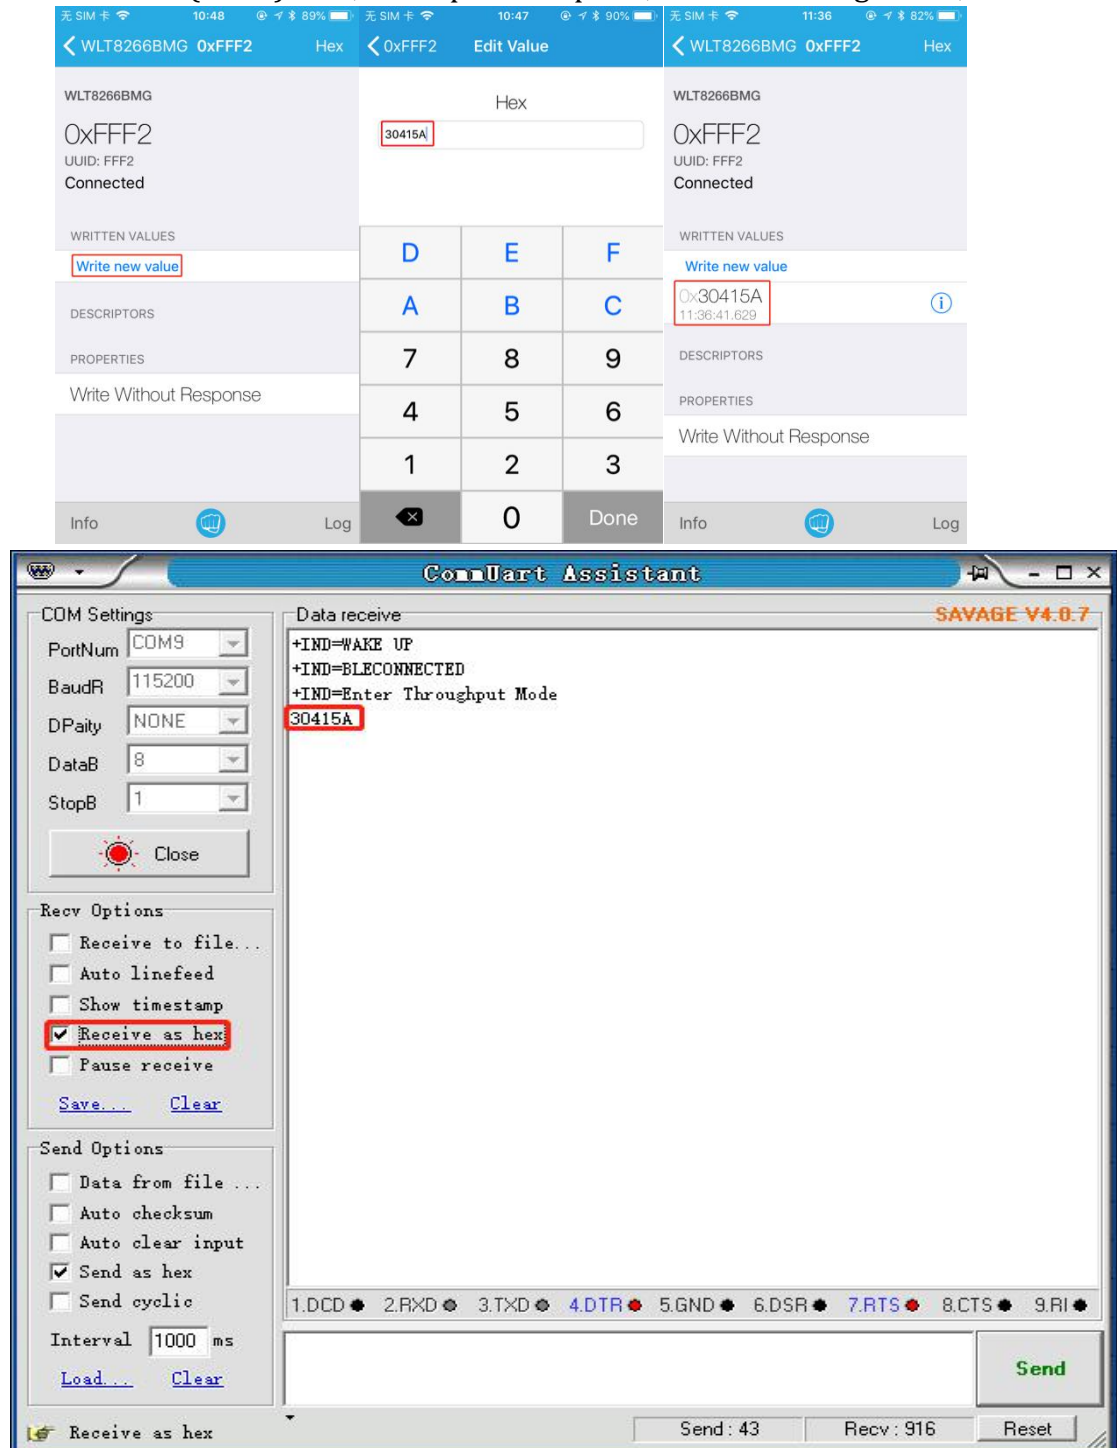 无 SIM 卡 10:48 89%
WLT8266BMG 0xFFF2 Hex
WLT8266BMG
0xFFF2
UUID: FFF2
Connected
WRITTEN VALUES
Write new value
DESCRIPTORS
PROPERTIES
Write Without Response
Info Log
无 SIM 卡 10:47 90%
0xFFF2 Edit Value
Hex
30415A
D E F
A B C
7 8 9
4 5 6
1 2 3
0 Done
无 SIM 卡 11:36 82%
WLT8266BMG 0xFFF2 Hex
WLT8266BMG
0xFFF2
UUID: FFF2
Connected
WRITTEN VALUES
Write new value
0x30415A
11:36:41.629
DESCRIPTORS
PROPERTIES
Write Without Response
Info Log
CommUart Assistant
COM Settings
PortNum COM9
BaudR 115200
DPaity NONE
DataB 8
StopB 1
Close
Recv Options
Receive to file...
Auto linefeed
Show timestamp
Receive as hex
Pause receive
Save... Clear
Send Options
Data from file ...
Auto checksum
Auto clear input
Send as hex
Send cyclic
Interval 1000 ms
Load... Clear
Data receive SAVAGE V4.0.7
+IND=WAKE UP
+IND=BLECONNECTED
+IND=Enter Throughput Mode
30415A
1.DCD 2.RXD 3.TXD 4.DTR 5.GND 6.DSR 7.RTS 8.CTS 9.RI
Send
Receive as hex Send : 43 Recv : 916 Reset